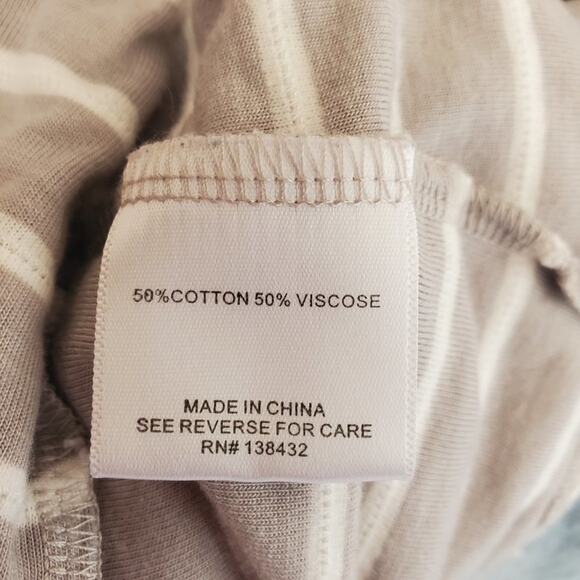 50%COTTON 50% VISCOSE
MADE IN CHINA
SEE REVERSE FOR CARE
RN# 138432